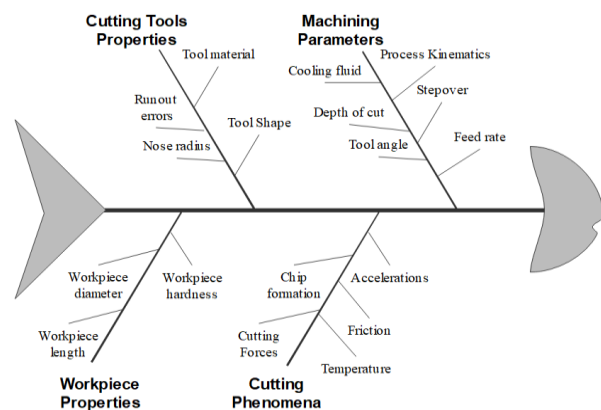 Cutting Tools
Properties
Machining
Parameters
Tool material
Runout
errors
Tool Shape
Nose radius
Process Kinematics
Cooling fluid
Stepover
Depth of cut
Tool angle
Feed rate
Workpiece
diameter
Workpiece
hardness
Workpiece
length
Workpiece
Properties
Chip
formation
Accelerations
Cutting
Forces
Friction
Temperature
Cutting
Phenomena